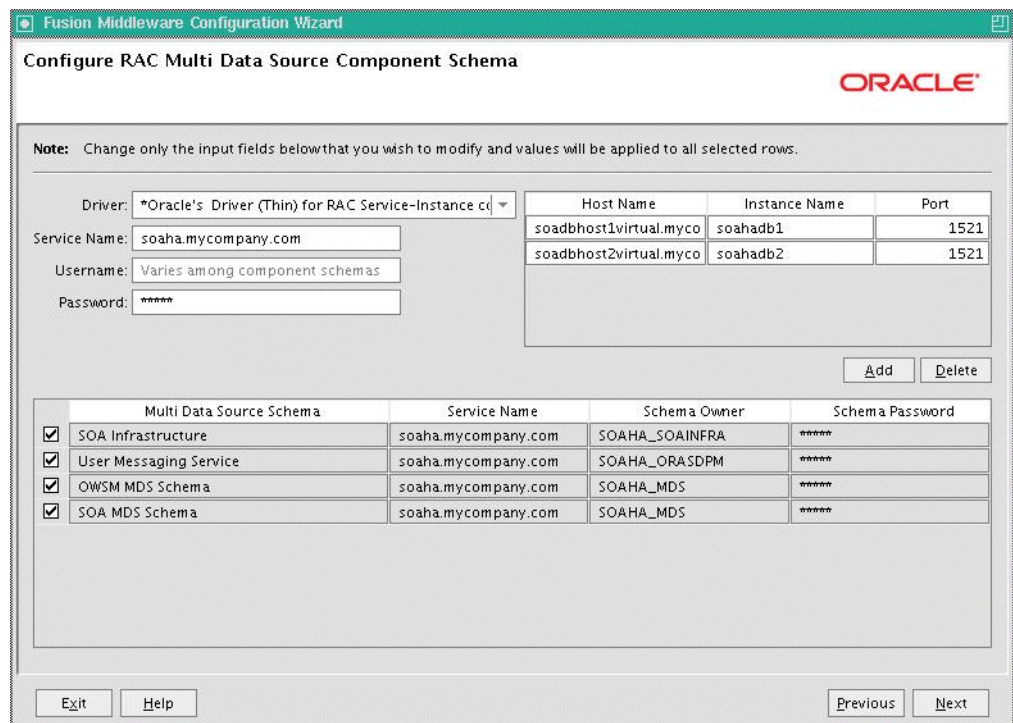 Fusion Middleware Configuration Wizard
Configure RAC Multi Data Source Component Schema
ORACLE
Note: Change only the input fields below that you wish to modify and values will be applied to all selected rows.
Driver: *Oracle's Driver (Thin) for RAC Service-Instance co
Service Name: soaha.mycompany.com
Username: Varies among component schemas
Password: *****
Host Name Instance Name Port
soadbhost1virtual.myco soahadb1 1521
soadbhost2virtual.myco soahadb2 1521
Add Delete
Multi Data Source Schema Service Name Schema Owner Schema Password
SOA Infrastructure soaha.mycompany.com SOAHA_SOAINFRA *****
User Messaging Service soaha.mycompany.com SOAHA_ORASDPM *****
OWSM MDS Schema soaha.mycompany.com SOAHA_MDS *****
SOA MDS Schema soaha.mycompany.com SOAHA_MDS *****
Exit Help Previous Next